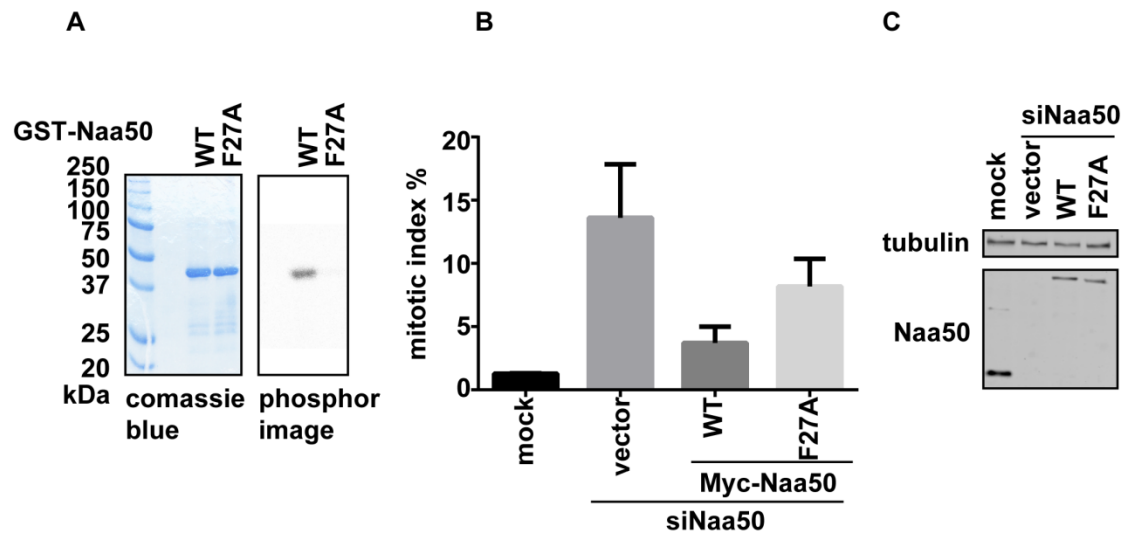 A
GST-Naa50
WT
F27A
WT
F27A
250
150
100
75
50
37
25
20
kDa
comassie
blue
phosphor
image
B
mitotic index %
20
15
10
5
0
mock
vector
WT
F27A
Myc-Naa50
siNaa50
C
siNaa50
mock
vector
WT
F27A
tubulin
Naa50